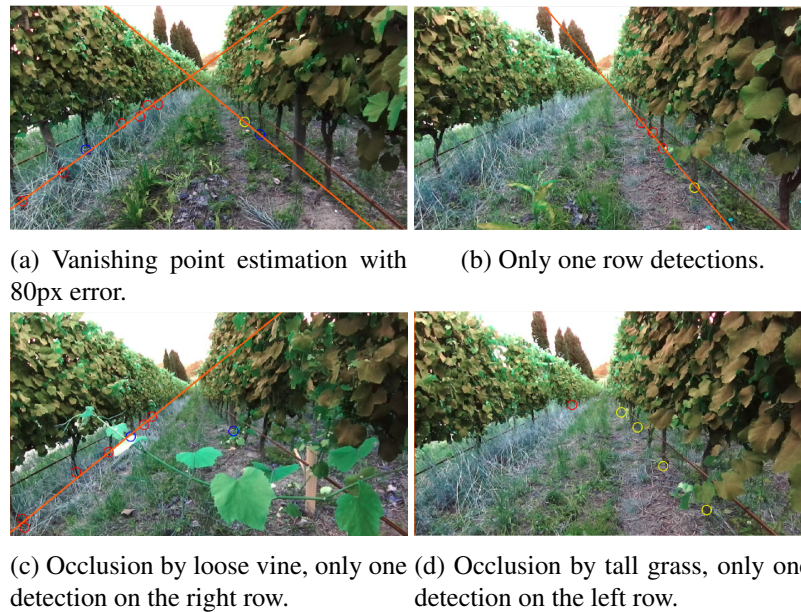 (a) Vanishing point estimation with
80px error.
(b) Only one row detections.
(c) Occlusion by loose vine, only one
detection on the right row.
(d) Occlusion by tall grass, only one
detection on the left row.